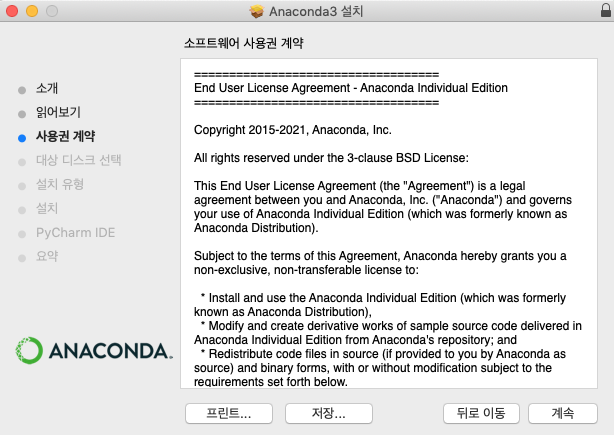 Anaconda3 설치
소프트웨어 사용권 계약
소개
읽어보기
사용권 계약
대상 디스크 선택
설치 유형
설치
PyCharm IDE
요약
ANACONDA.
===================================
End User License Agreement - Anaconda Individual Edition
===================================
Copyright 2015-2021, Anaconda, Inc.
All rights reserved under the 3-clause BSD License:
This End User License Agreement (the "Agreement") is a legal
agreement between you and Anaconda, Inc. ("Anaconda") and governs
your use of Anaconda Individual Edition (which was formerly known as
Anaconda Distribution).
Subject to the terms of this Agreement, Anaconda hereby grants you a
non-exclusive, non-transferable license to:
* Install and use the Anaconda Individual Edition (which was formerly
known as Anaconda Distribution),
* Modify and create derivative works of sample source code delivered in
Anaconda Individual Edition from Anaconda's repository; and
* Redistribute code files in source (if provided to you by Anaconda as
source) and binary forms, with or without modification subject to the
requirements set forth below.
프린트...
저장...
뒤로 이동
계속